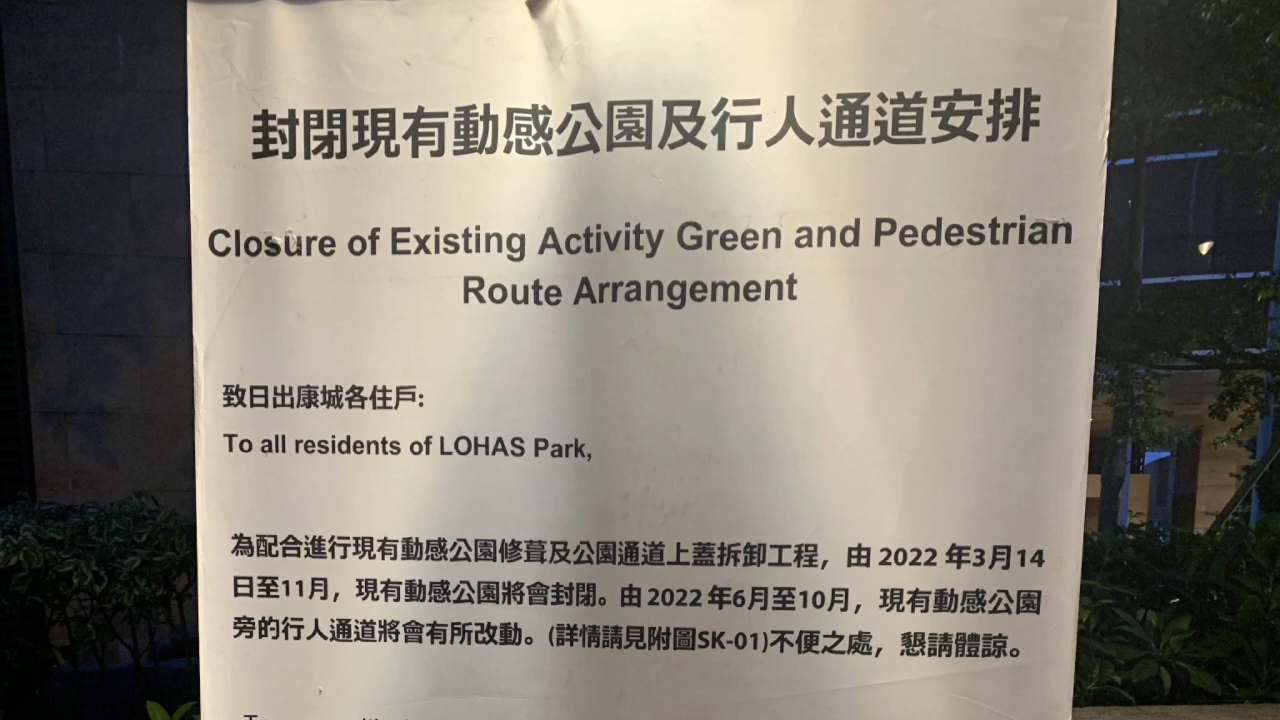 封閉現有動感公園及行人通道安排
Closure of Existing Activity Green and Pedestrian
Route Arrangement
致日出康城各住戶:
To all residents of LOHAS Park,
為配合進行現有動感公園修葺及公園通道上蓋拆卸工程，由 2022 年3月14
日至11月，現有動感公園將會封閉。由 2022 年6月至10月，現有動感公園
旁的行人通道將會有所改動。(詳情請見附圖SK-01)不便之處，懇請體諒。